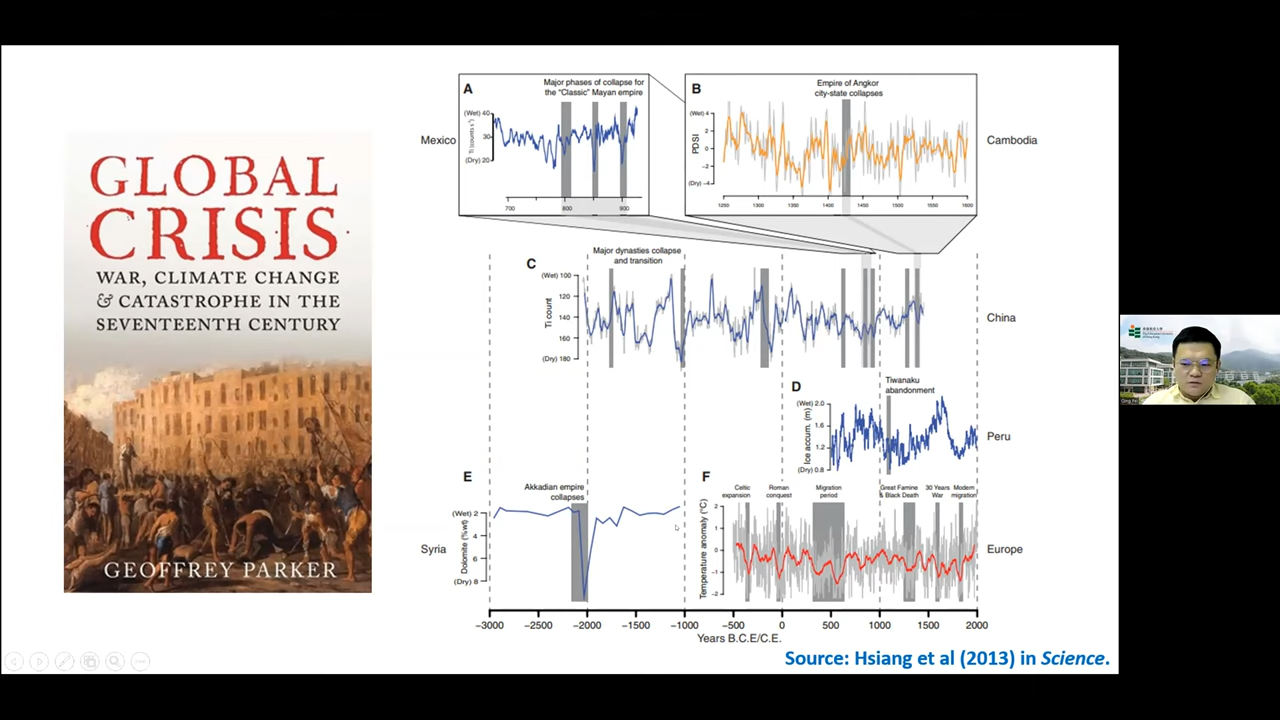 GLOBAL
CRISIS
WAR, CLIMATE CHANGE
& CATASTROPHE IN THE
SEVENTEENTH CENTURY
GEOFFREY PARKER
A
Major phases of collapse for
the “Classic” Mayan empire
Mexico
(Wet) 40
30
(Dry) 20
Ti (counts s⁻¹)
700 800 900
B
Empire of Angkor
city-state collapses
Cambodia
(Wet) 4
2
0
−2
(Dry) −4
PDSI
1250 1300 1350 1400 1450 1500 1550 1600
C
Major dynasties collapse
and transition
China
(Wet) 100
120
140
160
(Dry) 180
Ti count
D
Tiwanaku
abandonment
Peru
(Wet) 2.0
1.6
1.2
(Dry) 0.8
Ice accum. (m)
E
Akkadian empire
collapses
Syria
(Wet) 2
4
6
(Dry) 8
Dolomite (%wt)
F
Celtic
expansion
Roman
conquest
Migration
period
Great Famine
& Black Death
30 Years
War
Modern
migration
Europe
2
1
0
−1
−2
Temperature anomaly (°C)
−3000 −2500 −2000 −1500 −1000 −500 0 500 1000 1500 2000
Years B.C.E/C.E.
Source: Hsiang et al (2013) in Science.